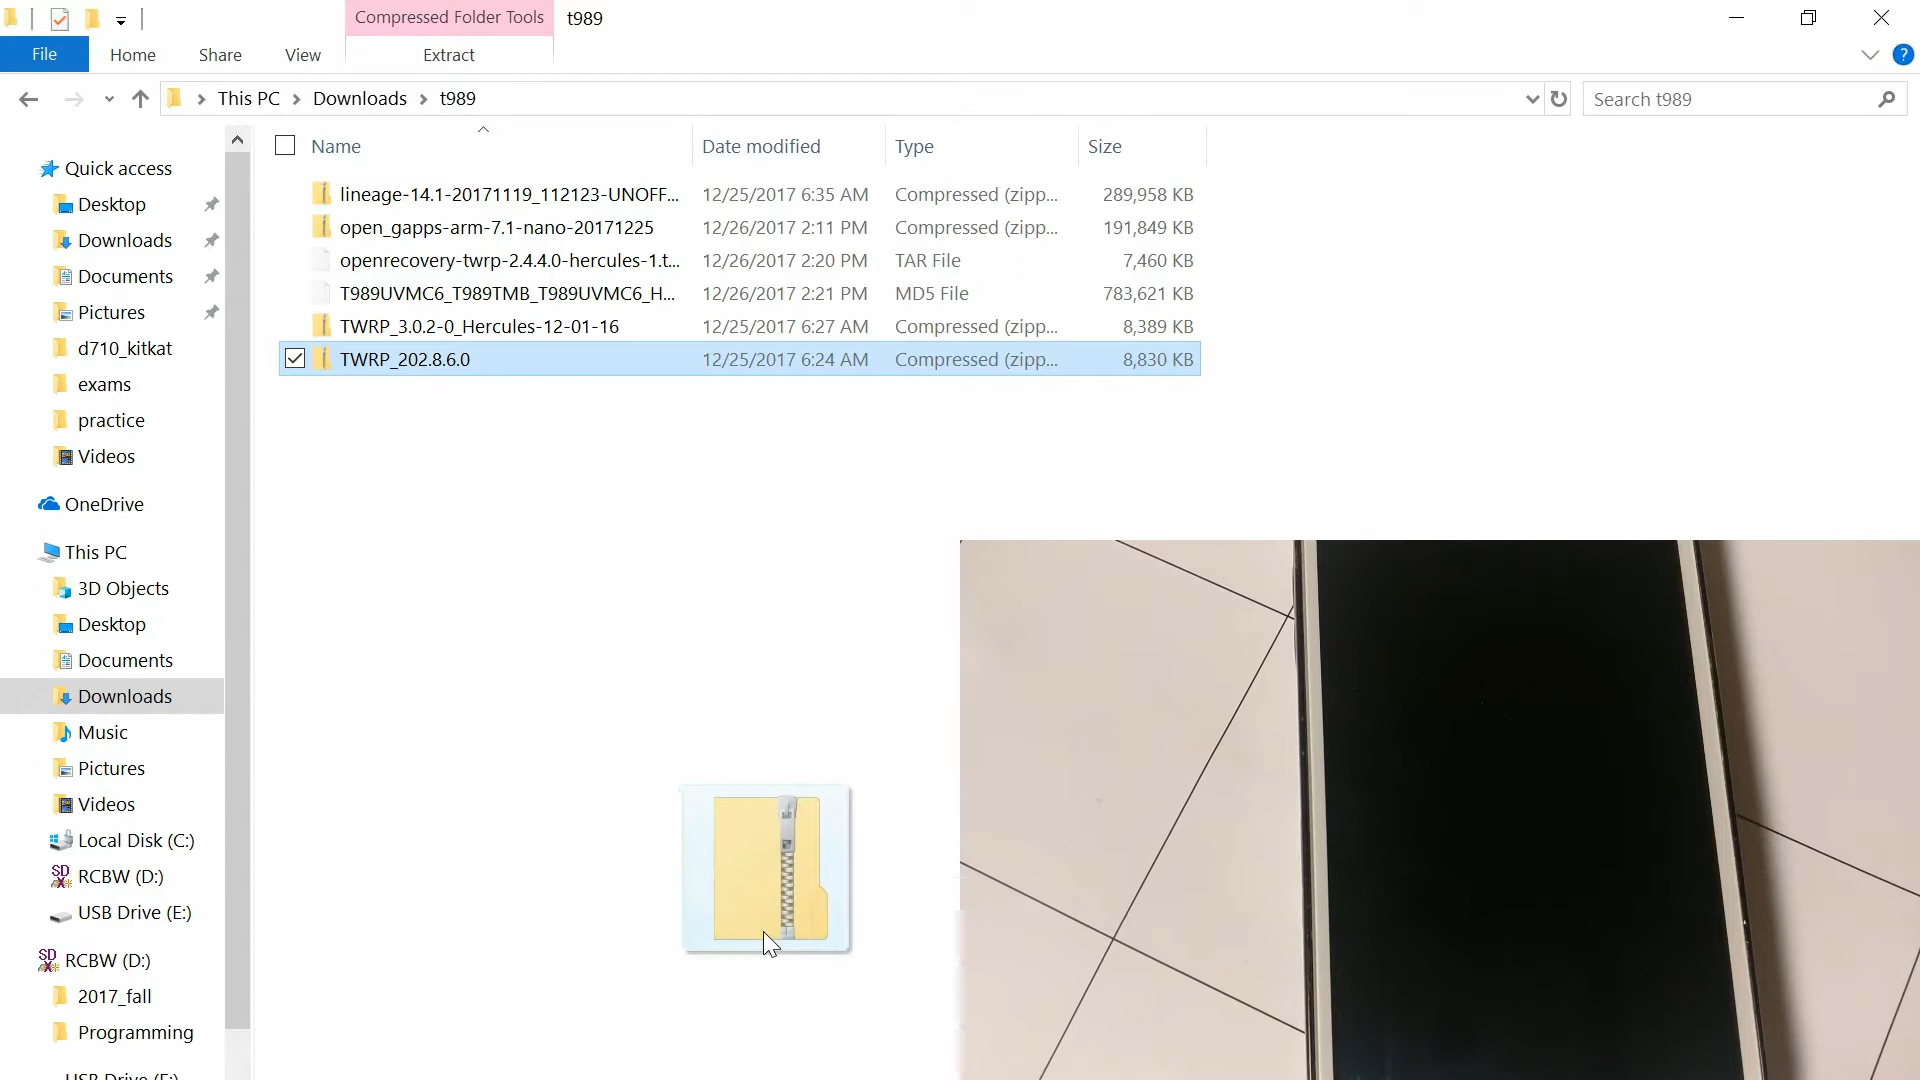 Compressed Folder Tools
t989
File
Home
Share
View
Extract
?
This PC
Downloads
t989
Search t989
Name
Date modified
Type
Size
lineage-14.1-20171119_112123-UNOFF... 12/25/2017 6:35 AM Compressed (zipp... 289,958 KB
open_gapps-arm-7.1-nano-20171225 12/26/2017 2:11 PM Compressed (zipp... 191,849 KB
openrecovery-twrp-2.4.4.0-hercules-1.t... 12/26/2017 2:20 PM TAR File 7,460 KB
T989UVMC6_T989TMB_T989UVMC6_H... 12/26/2017 2:21 PM MD5 File 783,621 KB
TWRP_3.0.2-0_Hercules-12-01-16 12/25/2017 6:27 AM Compressed (zipp... 8,389 KB
TWRP_202.8.6.0 12/25/2017 6:24 AM Compressed (zipp... 8,830 KB
Quick access
Desktop
Downloads
Documents
Pictures
d710_kitkat
exams
practice
Videos
OneDrive
This PC
3D Objects
Desktop
Documents
Downloads
Music
Pictures
Videos
Local Disk (C:)
RCBW (D:)
USB Drive (E:)
RCBW (D:)
2017_fall
Programming
USB Drive (E:)